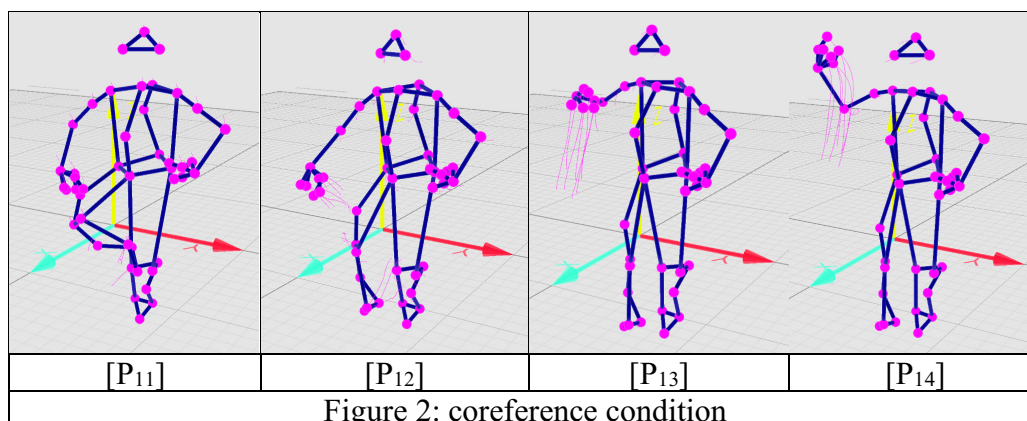 [P₁₁] [P₁₂] [P₁₃] [P₁₄]
Figure 2: coreference condition